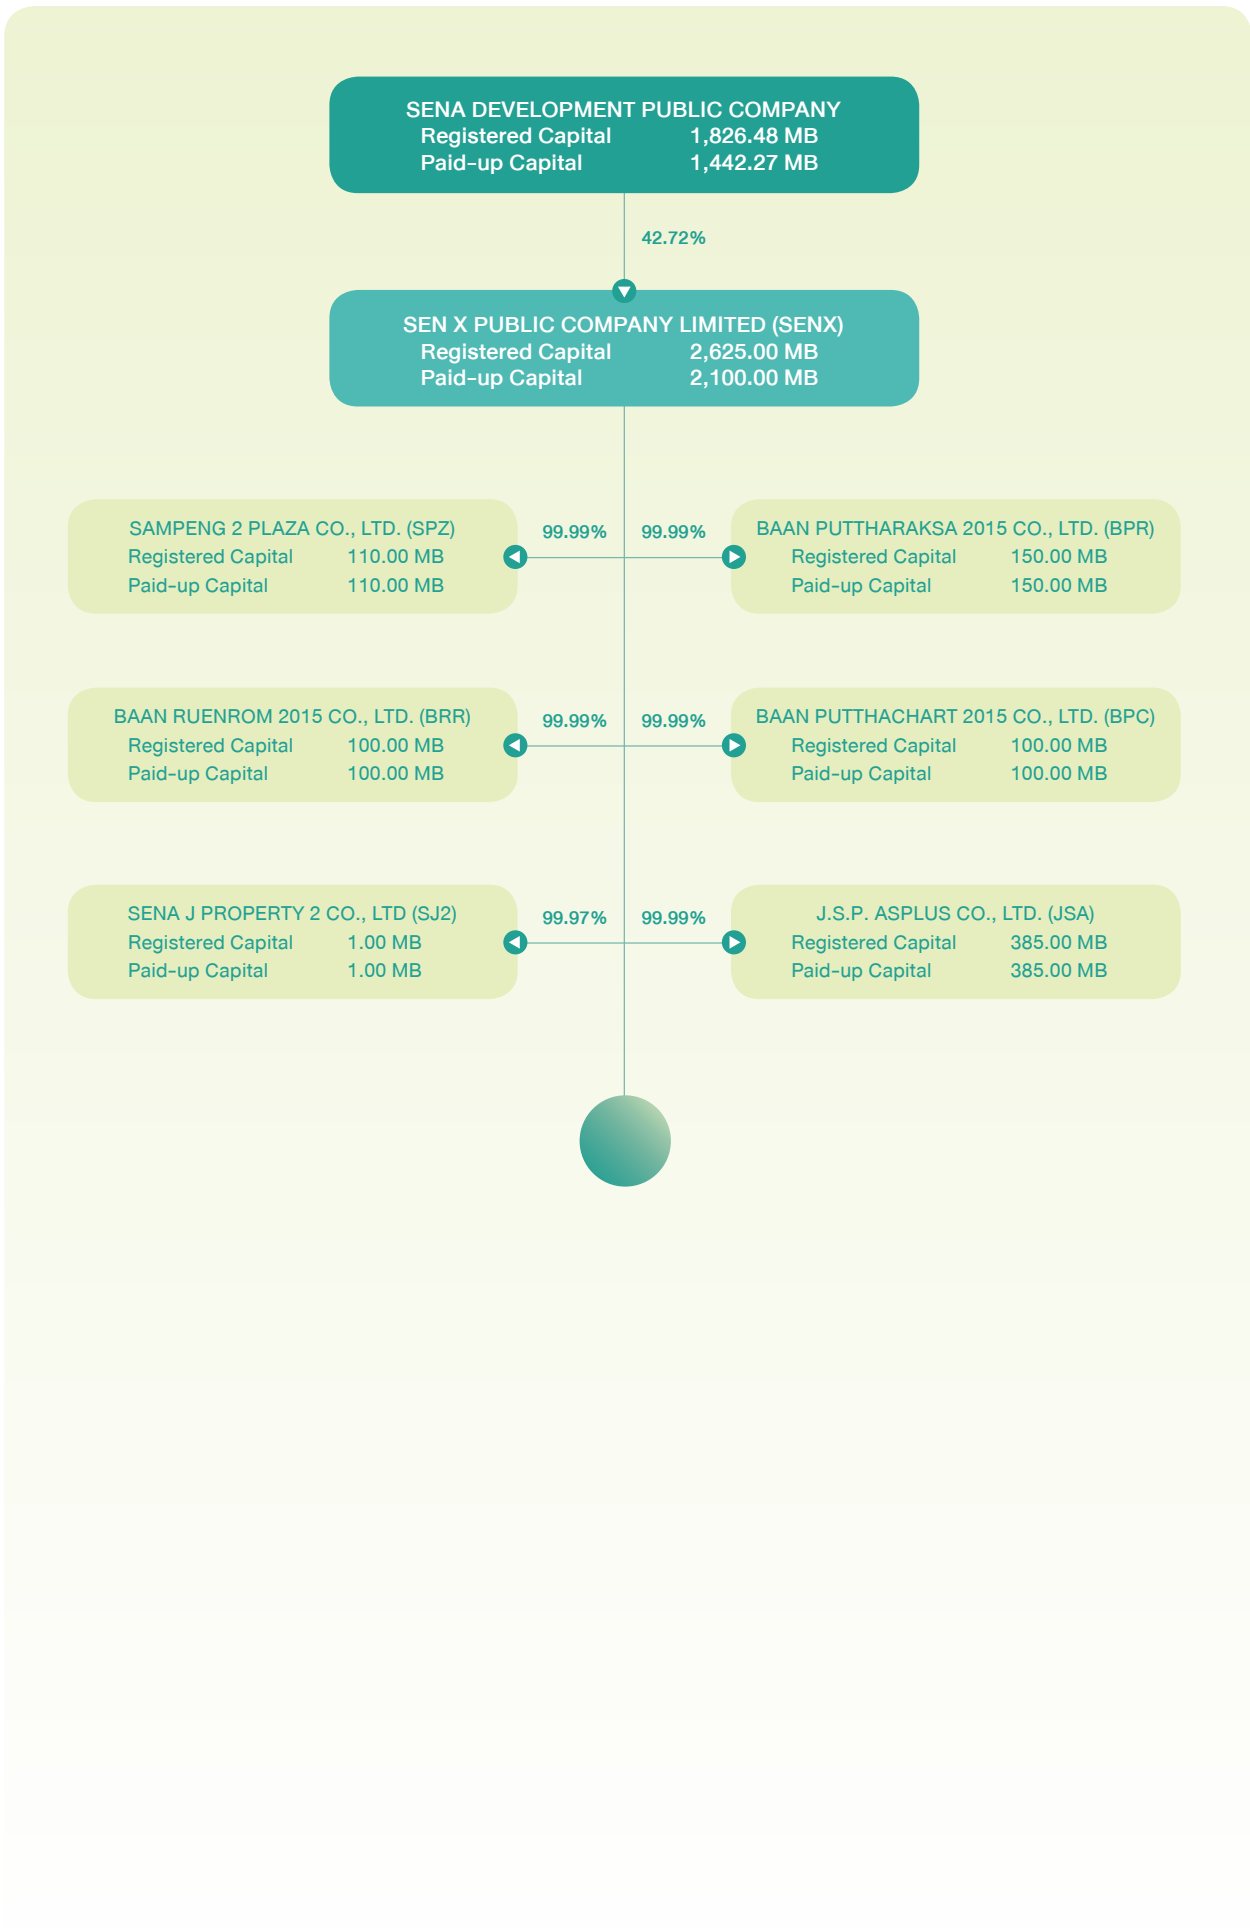 SENA DEVELOPMENT PUBLIC COMPANY
Registered Capital 1,826.48 MB
Paid-up Capital 1,442.27 MB
42.72%
SEN X PUBLIC COMPANY LIMITED (SENX)
Registered Capital 2,625.00 MB
Paid-up Capital 2,100.00 MB
SAMPENG 2 PLAZA CO., LTD. (SPZ)
Registered Capital 110.00 MB
Paid-up Capital 110.00 MB
99.99% 99.99%
BAAN PUTTHARAKSA 2015 CO., LTD. (BPR)
Registered Capital 150.00 MB
Paid-up Capital 150.00 MB
BAAN RUENROM 2015 CO., LTD. (BRR)
Registered Capital 100.00 MB
Paid-up Capital 100.00 MB
99.99% 99.99%
BAAN PUTTHACHART 2015 CO., LTD. (BPC)
Registered Capital 100.00 MB
Paid-up Capital 100.00 MB
SENA J PROPERTY 2 CO., LTD (SJ2)
Registered Capital 1.00 MB
Paid-up Capital 1.00 MB
99.97% 99.99%
J.S.P. ASPLUS CO., LTD. (JSA)
Registered Capital 385.00 MB
Paid-up Capital 385.00 MB